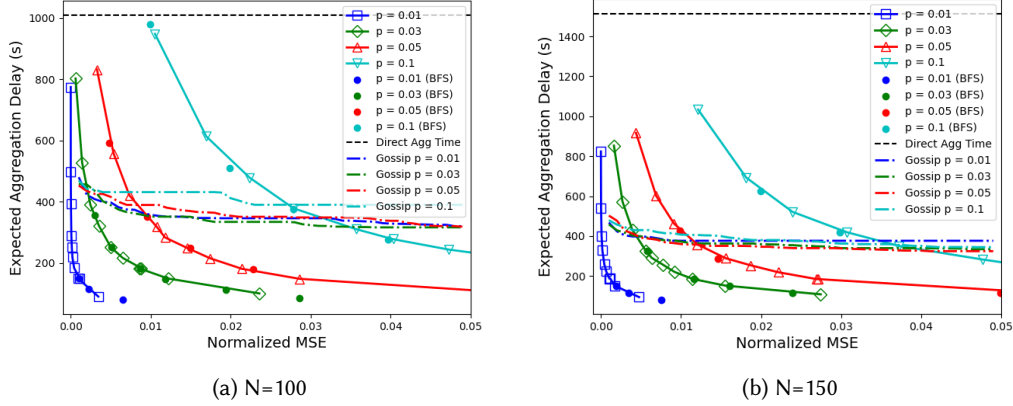 1000
800
600
400
200
Expected Aggregation Delay (s)
0.00 0.01 0.02 0.03 0.04 0.05
Normalized MSE
p = 0.01
p = 0.03
p = 0.05
p = 0.1
p = 0.01 (BFS)
p = 0.03 (BFS)
p = 0.05 (BFS)
p = 0.1 (BFS)
Direct Agg Time
Gossip p = 0.01
Gossip p = 0.03
Gossip p = 0.05
Gossip p = 0.1
(a) N=100
1400
1200
1000
800
600
400
200
Expected Aggregation Delay (s)
0.00 0.01 0.02 0.03 0.04 0.05
Normalized MSE
p = 0.01
p = 0.03
p = 0.05
p = 0.1
p = 0.01 (BFS)
p = 0.03 (BFS)
p = 0.05 (BFS)
p = 0.1 (BFS)
Direct Agg Time
Gossip p = 0.01
Gossip p = 0.03
Gossip p = 0.05
Gossip p = 0.1
(b) N=150